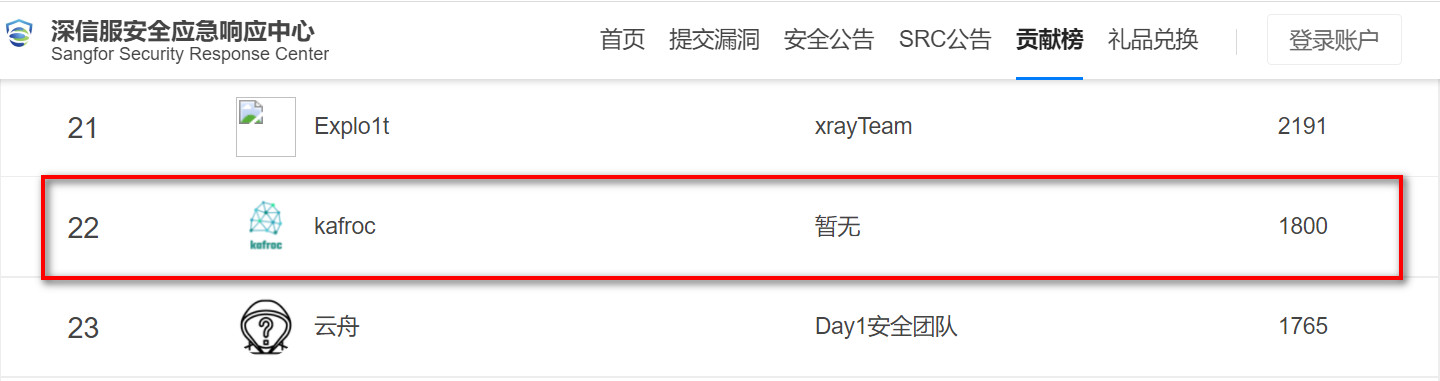 深信服安全应急响应中心
Sangfor Security Response Center
首页 提交漏洞 安全公告 SRC公告 贡献榜 礼品兑换 登录账户
21 Explo1t xrayTeam 2191
22 kafroc kafroc 暂无 1800
23 云舟 Day1安全团队 1765